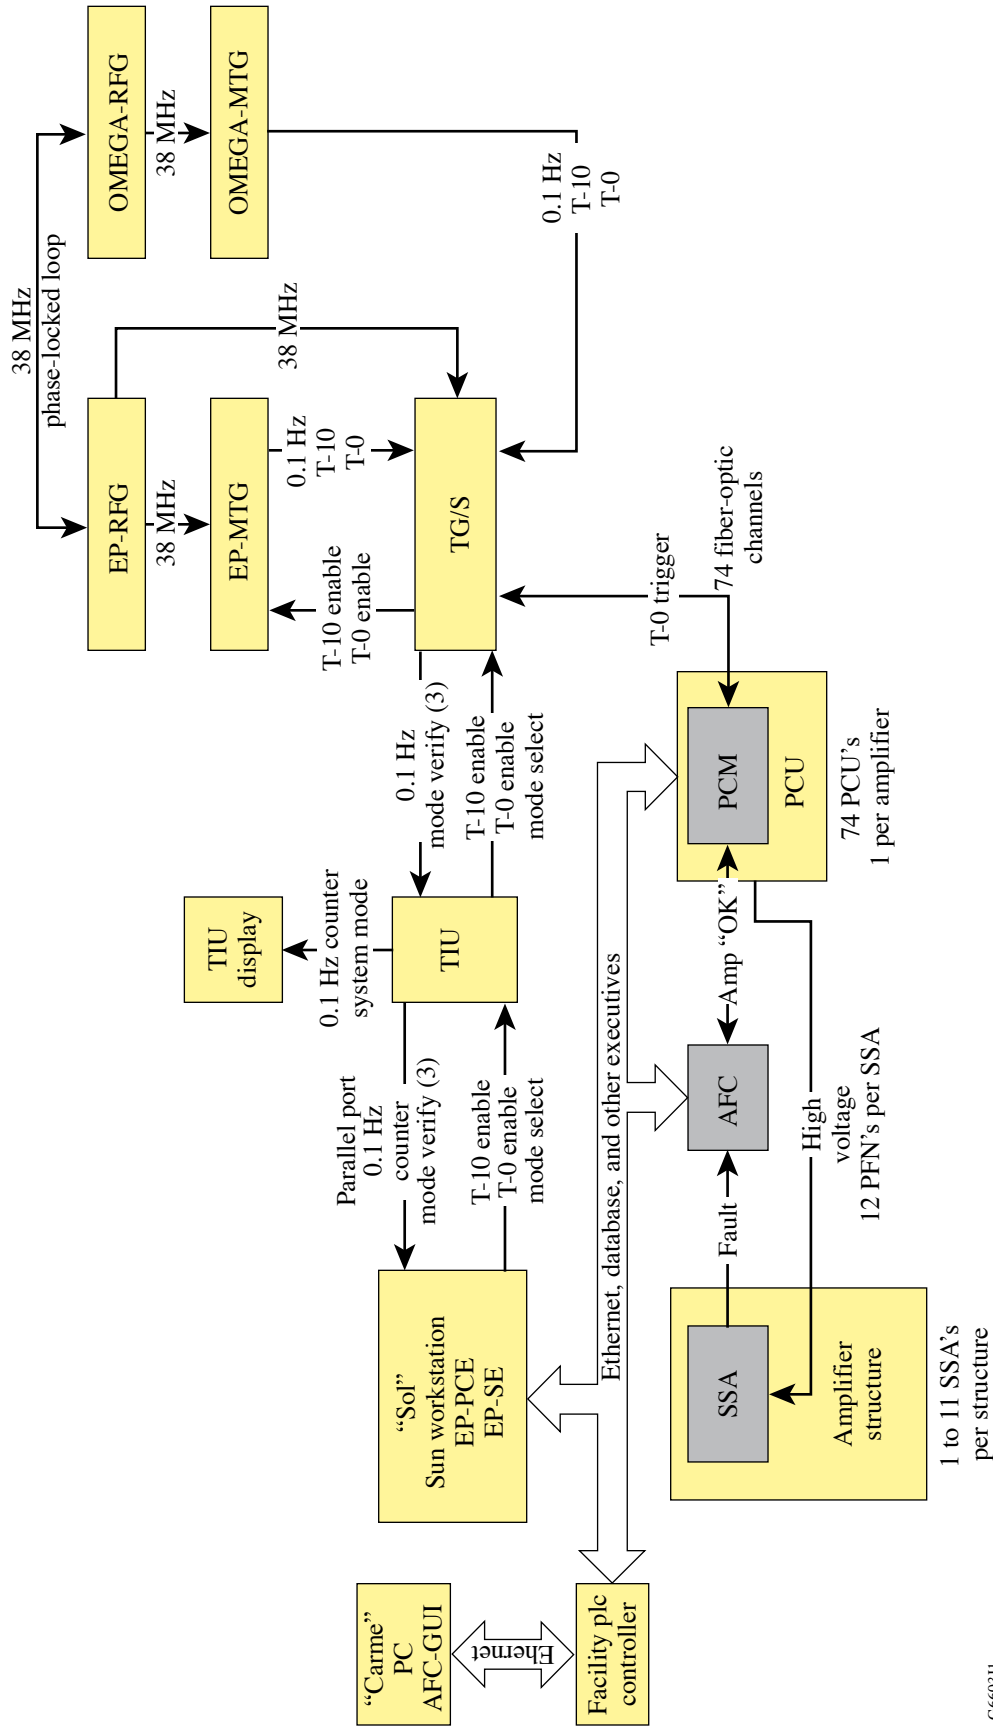 38 MHz
phase-locked loop
EP-RFG
OMEGA-RFG
38 MHz
38 MHz
EP-MTG
OMEGA-MTG
38 MHz
0.1 Hz
T-10
T-0
T-10 enable
T-0 enable
TG/S
0.1 Hz
T-10
T-0
TIU
display
0.1 Hz counter
system mode
TIU
0.1 Hz
mode verify (3)
T-10 enable
T-0 enable
mode select
Parallel port
0.1 Hz
counter
mode verify (3)
T-10 enable
T-0 enable
mode select
“Sol”
Sun workstation
EP-PCE
EP-SE
“Carme”
PC
AFC-GUI
Ehernet
Facility plc
controller
Ethernet, database, and other executives
T-0 trigger
74 fiber-optic
channels
SSA
Amplifier
structure
1 to 11 SSA’s
per structure
Fault
AFC
Amp “OK”
PCM
PCU
74 PCU’s
1 per amplifier
High
voltage
12 PFN’s per SSA
G6603J1